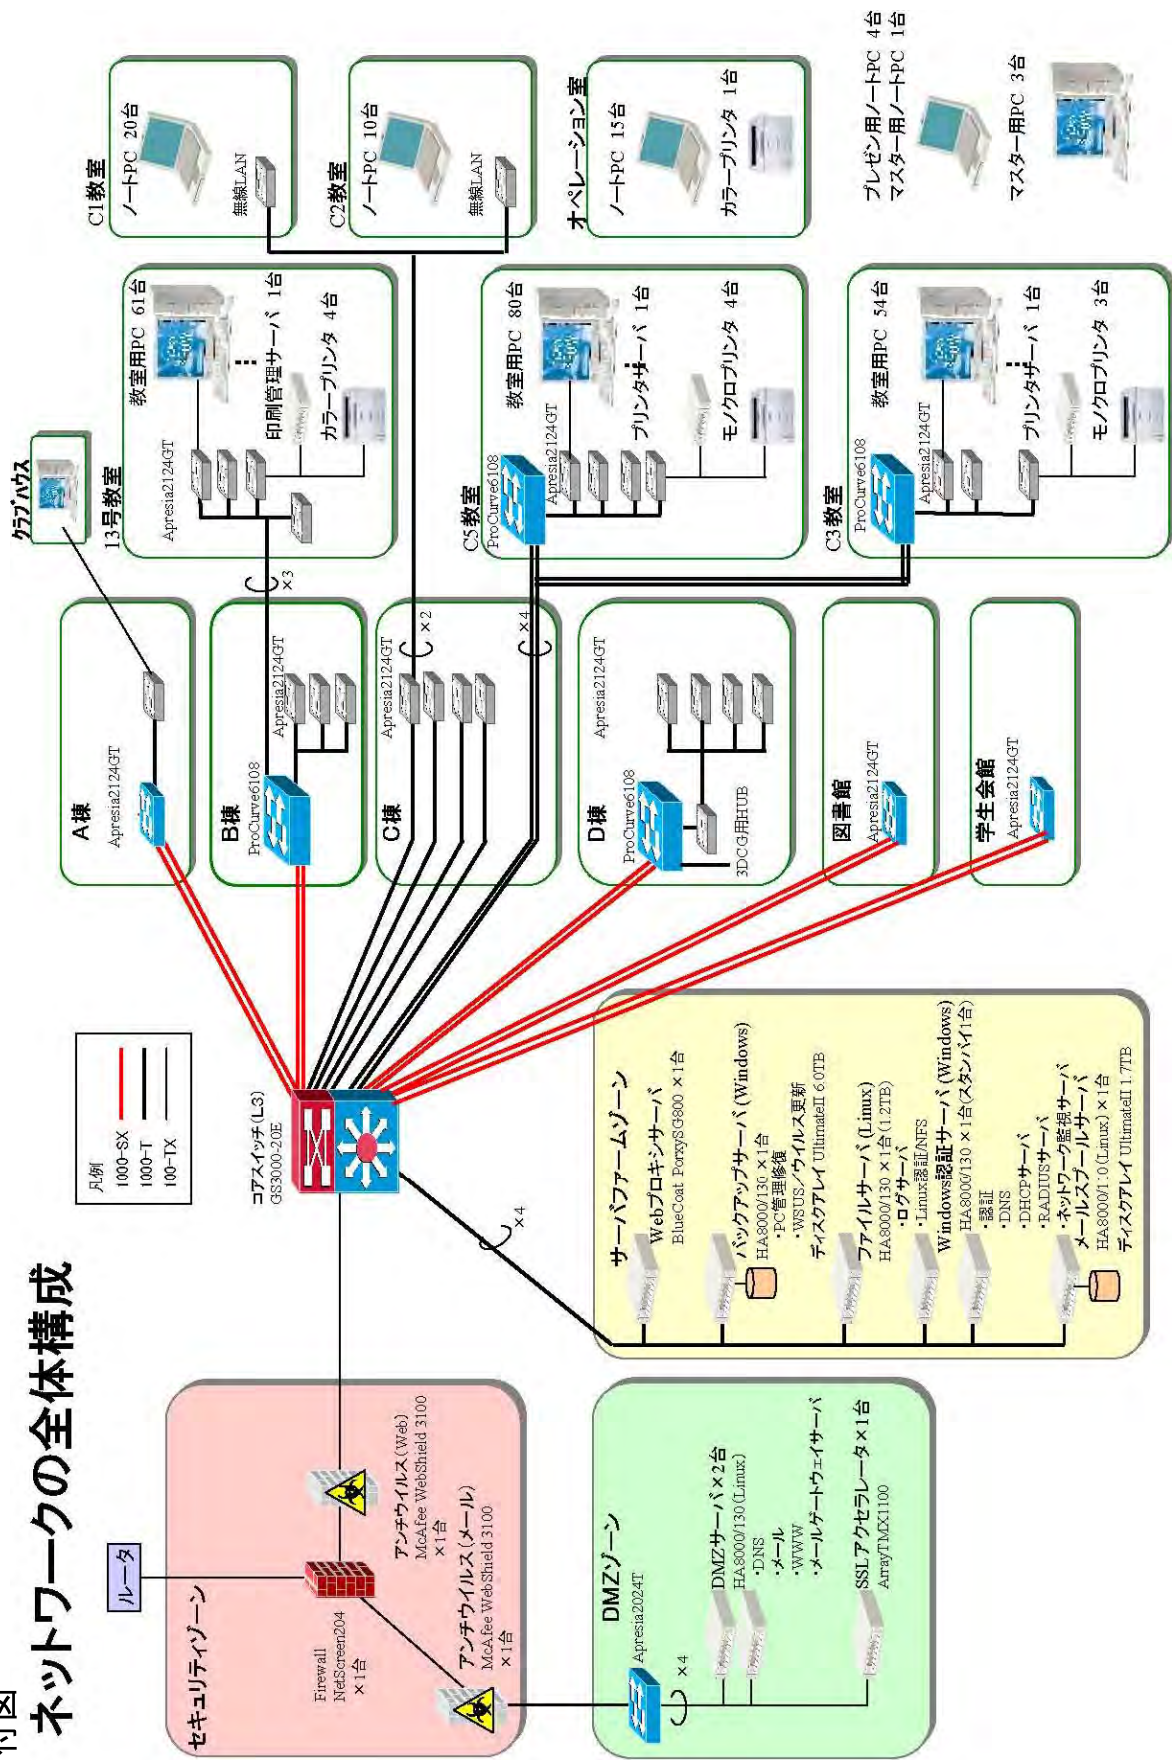 付図
ネットワークの全体構成
ルータ
セキュリティゾーン
Firewall
NetScreen204
×1台
アンチウイルス(Web)
McAfee WebShield 3100
×1台
アンチウイルス(メール)
McAfee WebShield 3100
×1台
DMZゾーン
Apresia2024T
×4
DMZサーバ×2台
HA8000/130 (Linux)
・DNS
・メール
・WWW
・メールゲートウェイサーバ
SSLアクセラレータ×1台
ArrayTMX1100
凡例
1000-SX
1000-T
100-TX
コアスイッチ(L3)
GS3000-20E
×4
サーバファームゾーン
Webプロキシサーバ
BlueCoat PorxySG800 ×1台
バックアップサーバ(Windows)
HA8000/130 ×1台
・PC管理修復
・WSUS/ウイルス更新
ディスクアレイ UltimateII 6.0TB
ファイルサーバ(Linux)
HA8000/130 ×1台 (1.2TB)
・ログサーバ
・Linux認証/NFS
Window認証サーバ(Windows)
HA8000/130 ×1台(スタンバイ1台)
・認証
・DNS
・DHCPサーバ
・RADIUSサーバ
・ネットワーク監視サーバ
メールスプールサーバ
HA8000/130 (Linux) ×1台
ディスクアレイ UltimateII 1.7TB
A棟
Apresia2124GT
B棟
ProCurve6108
Apresia2124GT
C棟
Apresia2124GT
×2
×4
D棟
ProCurve6108
Apresia2124GT
3DCG用HUB
図書館
Apresia2124GT
学生会館
Apresia2124GT
クラブハウス
13号教室
Apresia2124GT
×3
教室用PC 61台
印刷管理サーバ 1台
カラープリンタ 4台
C5教室
ProCurve6108
Apresia2124GT
教室用PC 80台
プリンタサーバ 1台
モノクロプリンタ 4台
C3教室
ProCurve6108
Apresia2124GT
教室用PC 54台
プリンタサーバ 1台
モノクロプリンタ 3台
C1教室
ノートPC 20台
無線LAN
C2教室
ノートPC 10台
無線LAN
オペレーション室
ノートPC 15台
カラープリンタ 1台
プレゼン用ノートPC 4台
マスター用ノートPC 1台
マスター用PC 3台